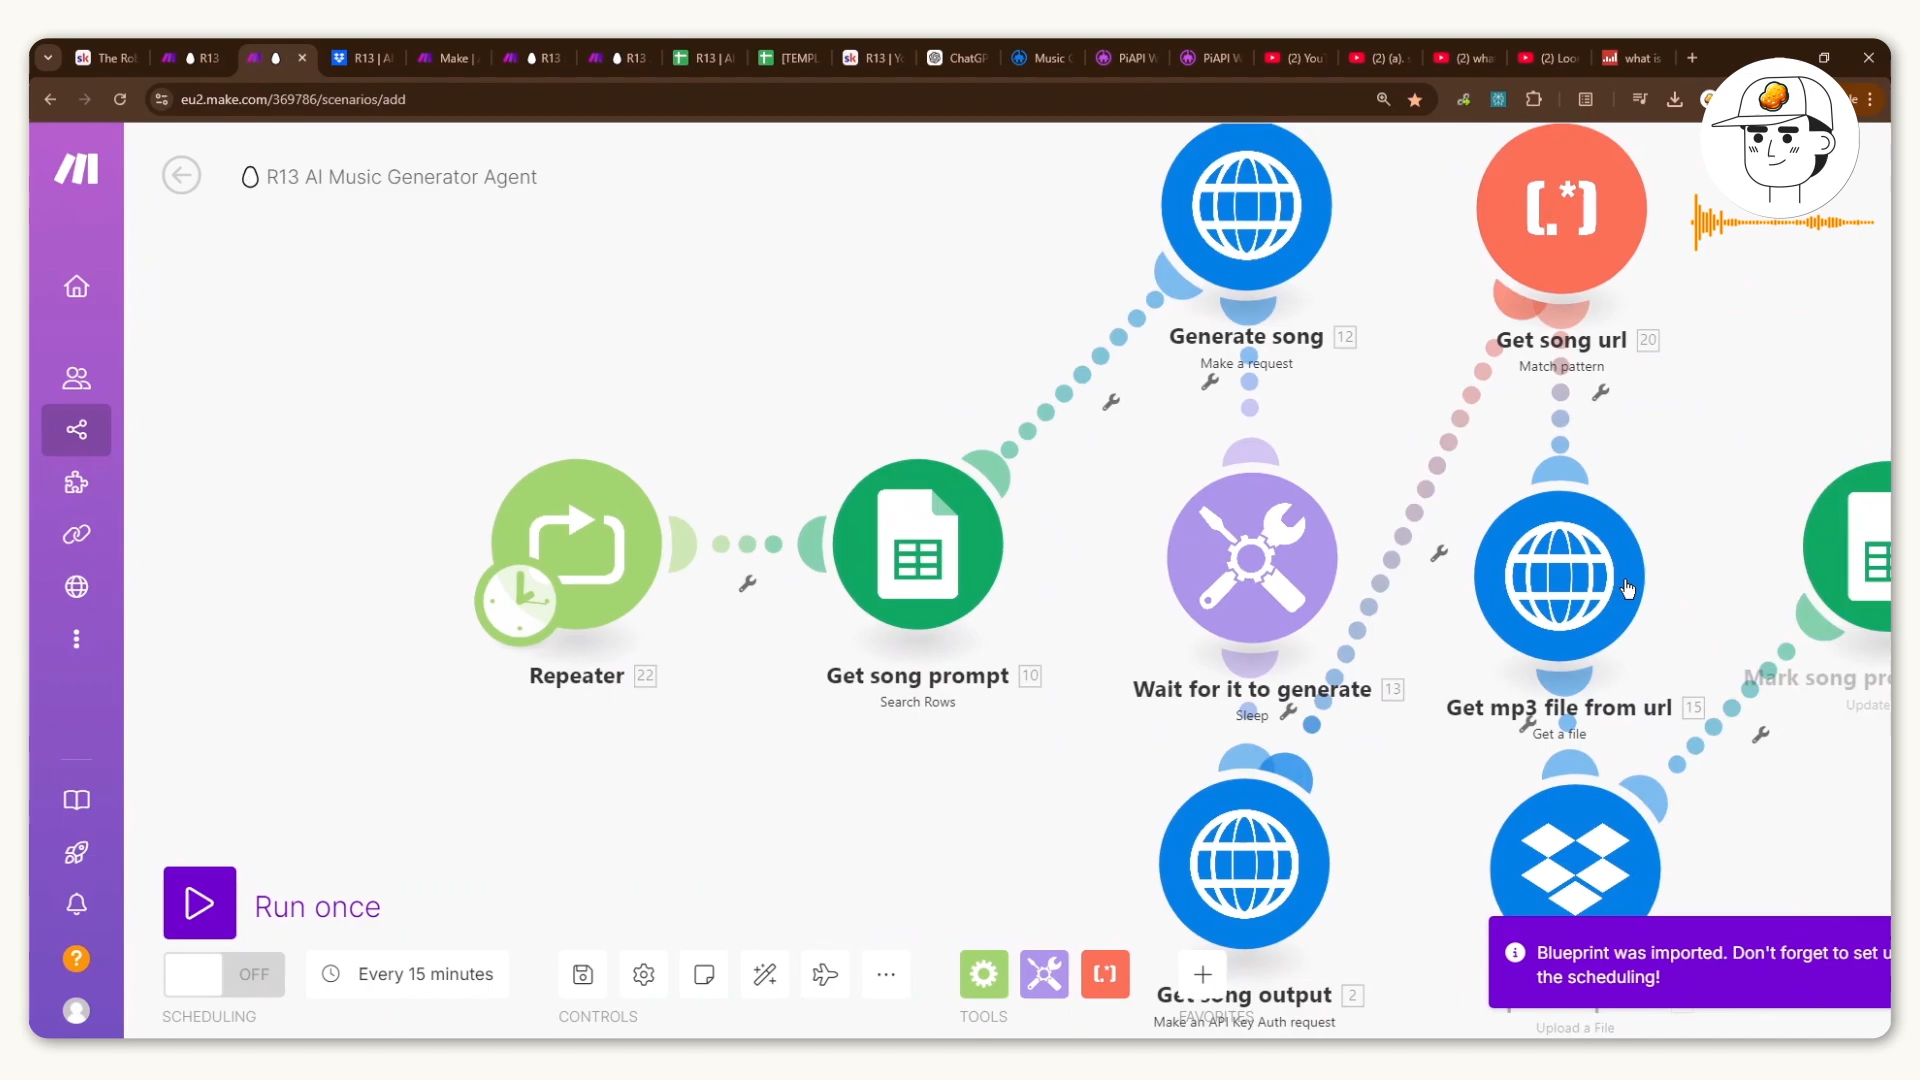 The Ro
R13
R13 | A
Make |
R13
R13
R13 | A
[TEMPL
R13 | Y
ChatGP
Music
PiAPI W
PiAPI W
(2) You
(2) (a).
(2) wha
(2) Loo
what is
eu2.make.com/369786/scenarios/add
R13 AI Music Generator Agent
Generate song 12
Make a request
Get song url 20
Match pattern
Repeater 22
Get song prompt 10
Search Rows
Wait for it to generate 13
Sleep
Get mp3 file from url 15
Get a file
Mark song pro
Update
Run once
OFF
Every 15 minutes
SCHEDULING
CONTROLS
TOOLS
FAVORITES
Get song output 2
Make an API Key Auth request
Blueprint was imported. Don't forget to set u
the scheduling!
Upload a File